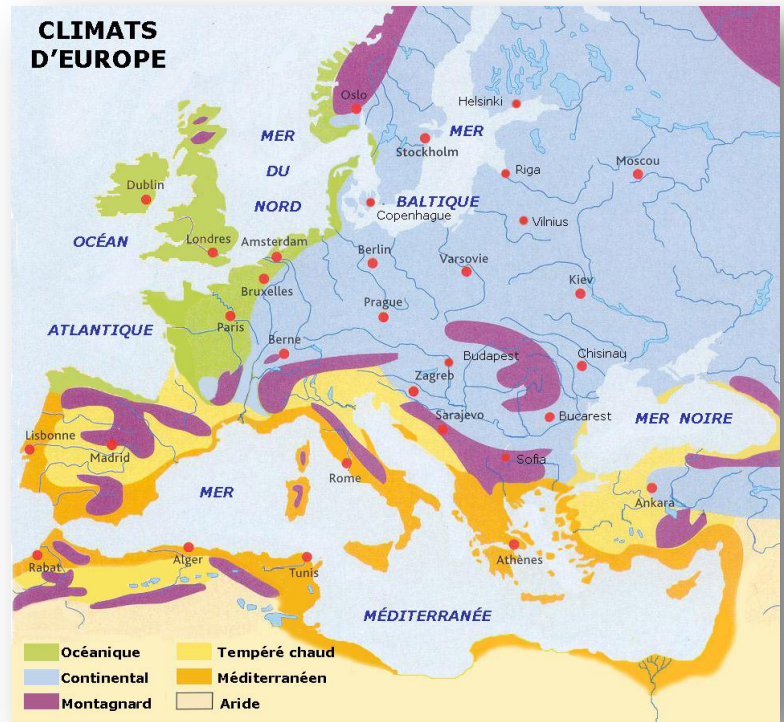 CLIMATS
D'EUROPE
Oslo
Helsinki
MER
Stockholm
MER
DU
NORD
Riga
Moscou
Dublin
BALTIQUE
Copenhague
Vilnius
OCÉAN
Londres
Amsterdam
Berlin
Varsovie
Bruxelles
Kiev
ATLANTIQUE
Paris
Prague
Berne
Budapest
Chisinau
Zagreb
Sarajevo
Bucarest
MER NOIRE
Lisbonne
Madrid
Rome
Sofia
Ankara
MER
Rabat
Alger
Tunis
Athènes
MÉDITERRANÉE
Océanique
Tempéré chaud
Continental
Méditerranéen
Montagnard
Aride